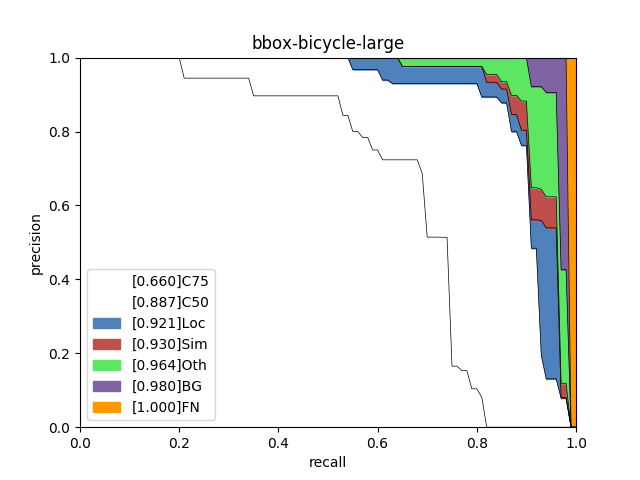 bbox-bicycle-large
precision
1.0
0.8
0.6
0.4
0.2
0.0
[0.660]C75
[0.887]C50
[0.921]Loc
[0.930]Sim
[0.964]Oth
[0.980]BG
[1.000]FN
0.0 0.2 0.4 0.6 0.8 1.0
recall